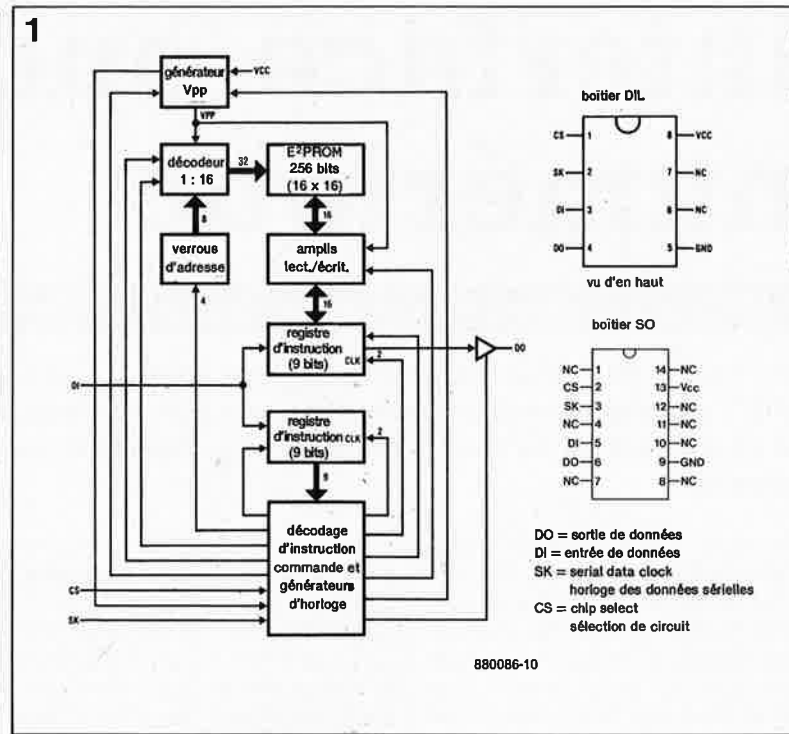 1
générateur
Vpp
VCC
VPP
décodeur
1 : 16
32
E²PROM
256 bits
(16 x 16)
8
16
verrous
d'adresse
amplis
lect./écrit.
4
16
registre
d'instruction
(9 bits)
CLK
2
DO
DI
registre
d'instruction
(9 bits)
CLK
2
9
décodage
d'instruction
commande et
générateurs
d'horloge
CS
SK
boîtier DIL
CS 1 8 VCC
SK 2 7 NC
DI 3 6 NC
DO 4 5 GND
vu d'en haut
boîtier SO
NC 1 14 NC
CS 2 13 Vcc
SK 3 12 NC
NC 4 11 NC
DI 5 10 NC
DO 6 9 GND
NC 7 8 NC
DO = sortie de données
DI = entrée de données
SK = serial data clock
horloge des données sérielles
CS = chip select
sélection de circuit
880086-10